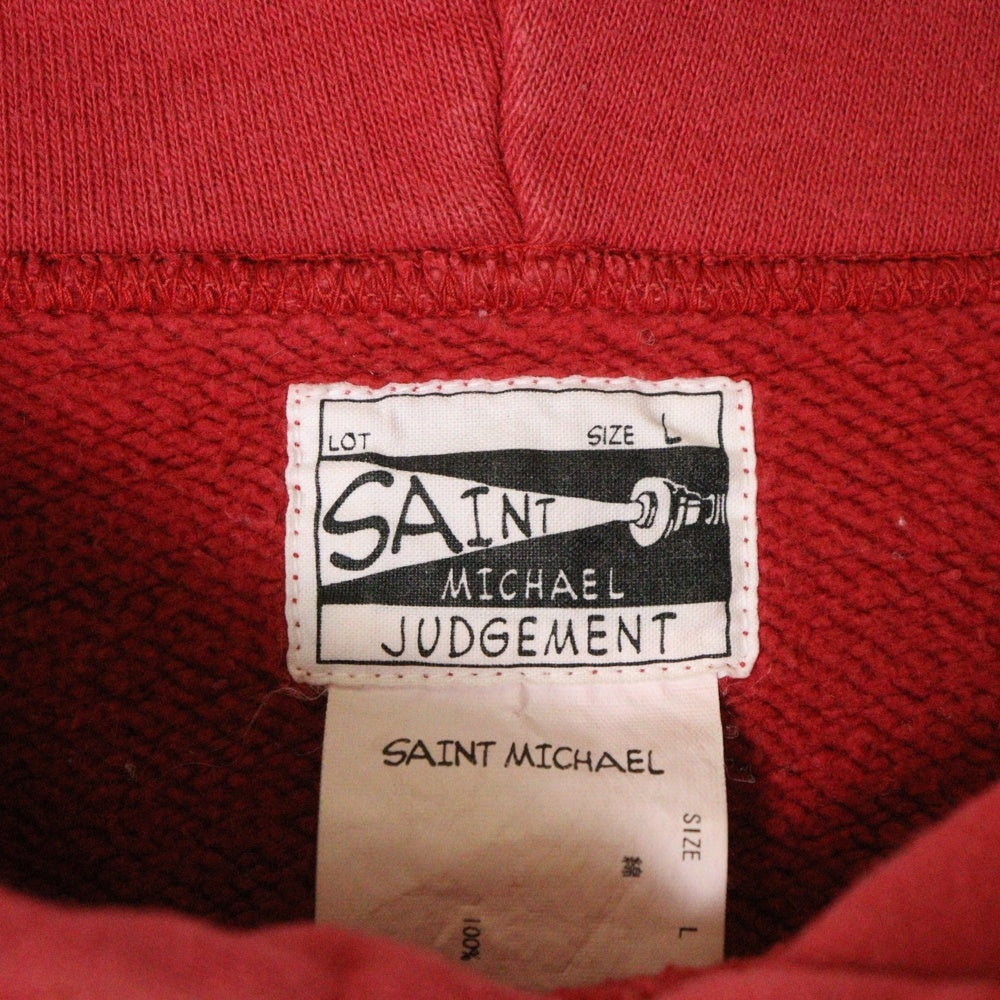 LOT SIZE L
SAINT
MICHAEL
JUDGEMENT
SAINT MICHAEL
SIZE L
綿 100%